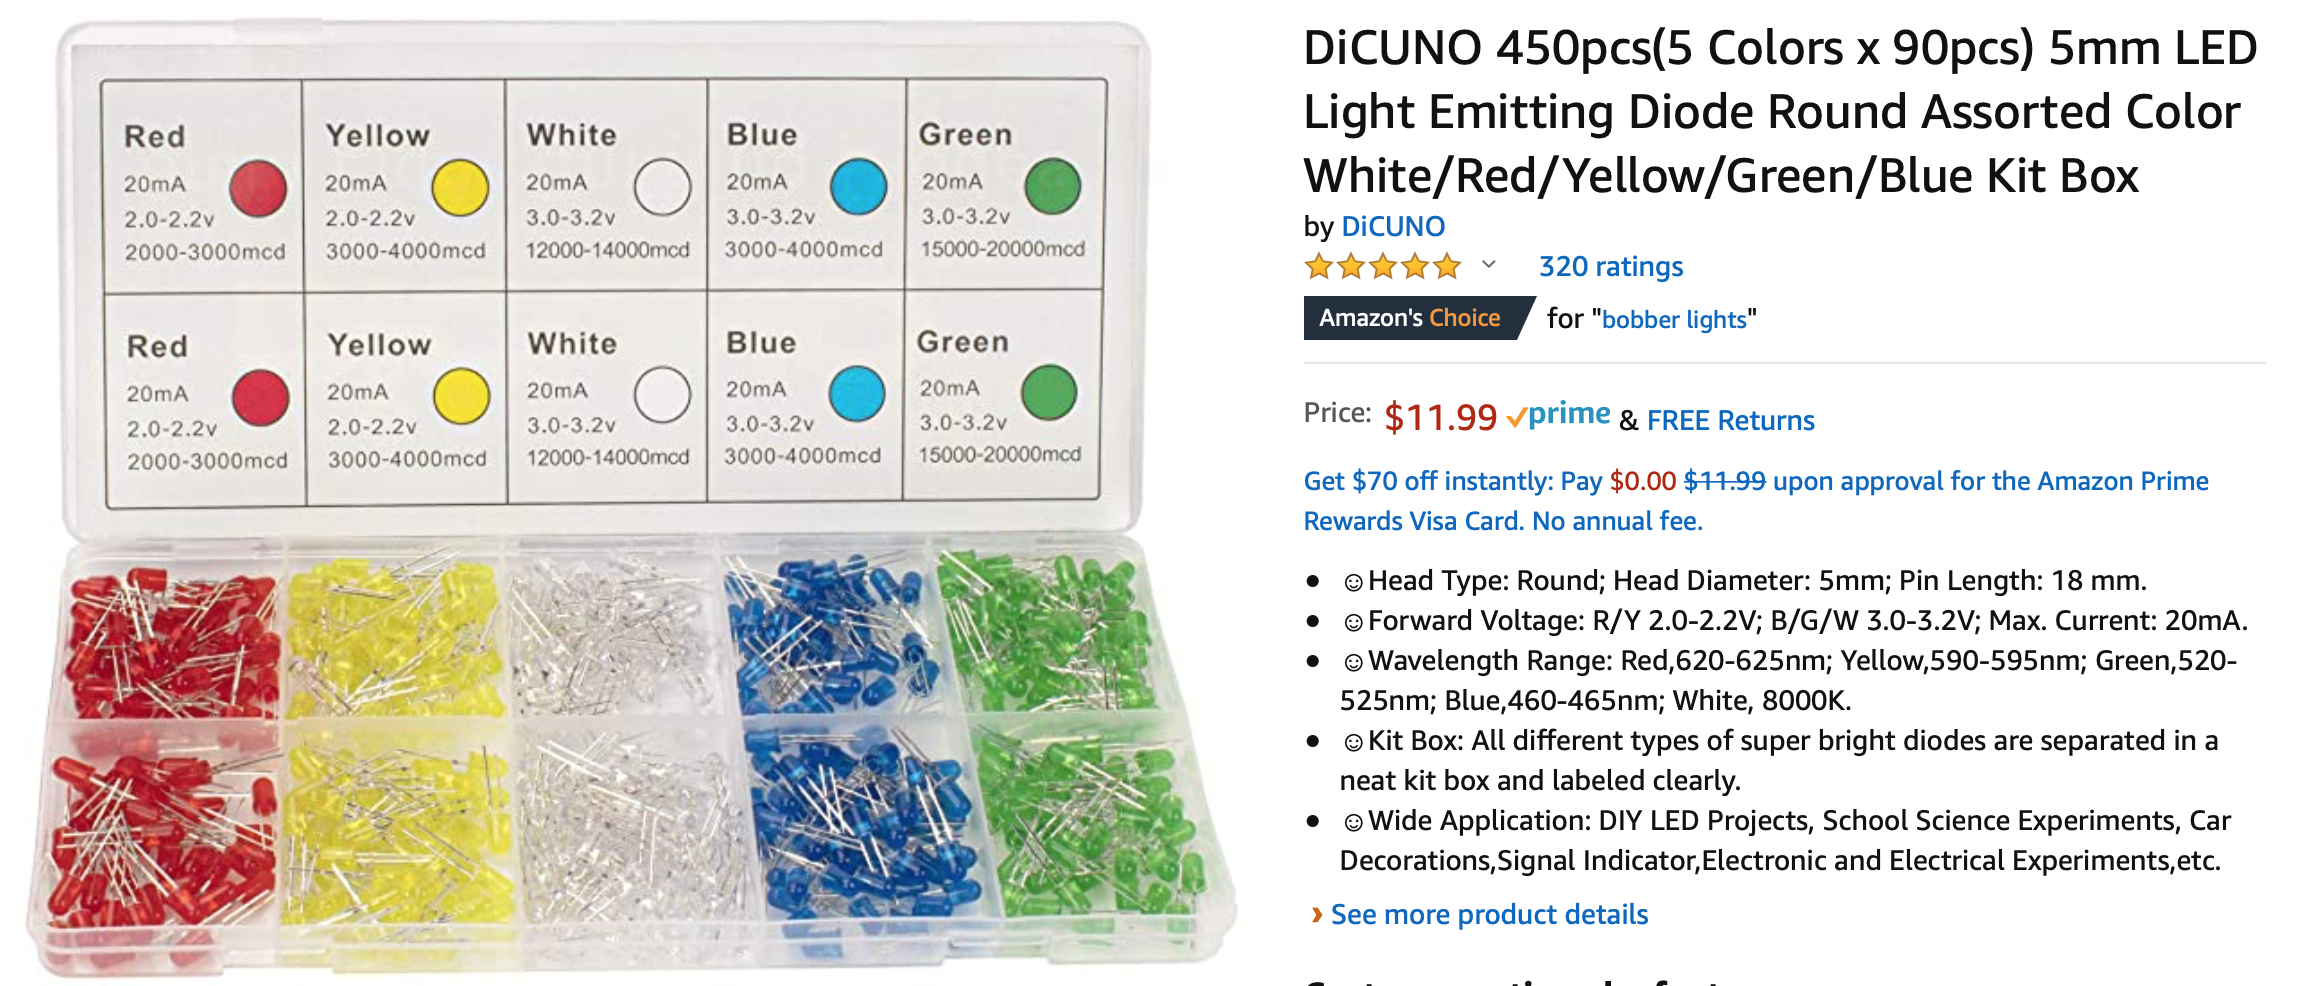 Red
20mA
2.0-2.2v
2000-3000mcd
Yellow
20mA
2.0-2.2v
3000-4000mcd
White
20mA
3.0-3.2v
12000-14000mcd
Blue
20mA
3.0-3.2v
3000-4000mcd
Green
20mA
3.0-3.2v
15000-20000mcd
Red
20mA
2.0-2.2v
2000-3000mcd
Yellow
20mA
2.0-2.2v
3000-4000mcd
White
20mA
3.0-3.2v
12000-14000mcd
Blue
20mA
3.0-3.2v
3000-4000mcd
Green
20mA
3.0-3.2v
15000-20000mcd
DiCUNO 450pcs(5 Colors x 90pcs) 5mm LED
Light Emitting Diode Round Assorted Color
White/Red/Yellow/Green/Blue Kit Box
by DiCUNO
320 ratings
Amazon's Choice for "bobber lights"
Price: $11.99 prime & FREE Returns
Get $70 off instantly: Pay $0.00 $11.99 upon approval for the Amazon Prime
Rewards Visa Card. No annual fee.
• ☺Head Type: Round; Head Diameter: 5mm; Pin Length: 18 mm.
• ☺Forward Voltage: R/Y 2.0-2.2V; B/G/W 3.0-3.2V; Max. Current: 20mA.
• ☺Wavelength Range: Red,620-625nm; Yellow,590-595nm; Green,520-
525nm; Blue,460-465nm; White, 8000K.
• ☺Kit Box: All different types of super bright diodes are separated in a
neat kit box and labeled clearly.
• ☺Wide Application: DIY LED Projects, School Science Experiments, Car
Decorations,Signal Indicator,Electronic and Electrical Experiments,etc.
› See more product details